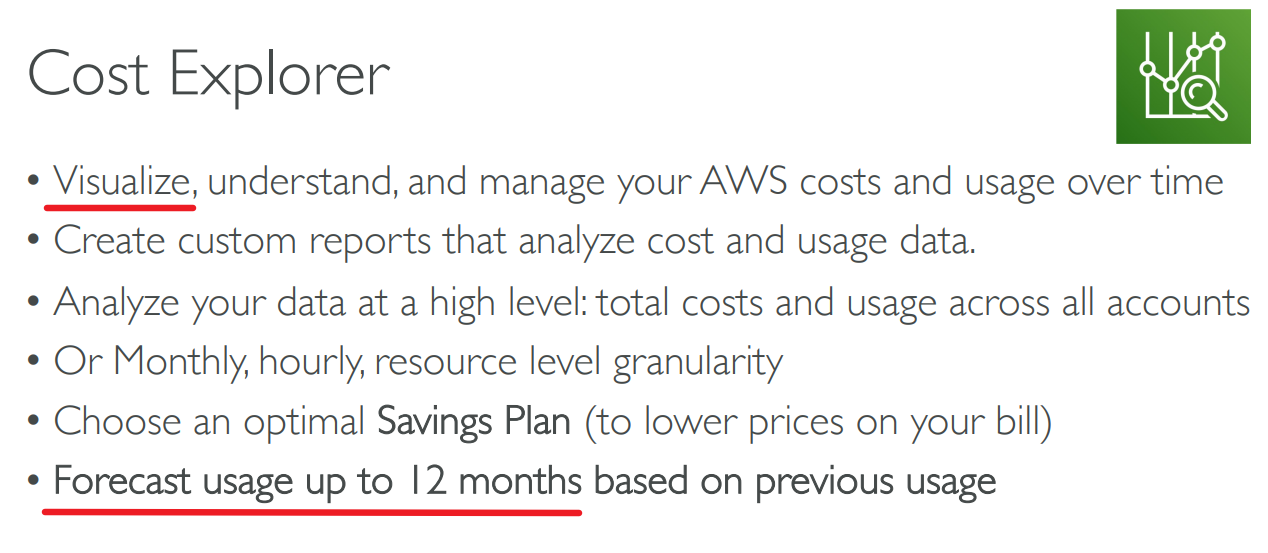 Cost Explorer
• Visualize, understand, and manage your AWS costs and usage over time
• Create custom reports that analyze cost and usage data.
• Analyze your data at a high level: total costs and usage across all accounts
• Or Monthly, hourly, resource level granularity
• Choose an optimal Savings Plan (to lower prices on your bill)
• Forecast usage up to 12 months based on previous usage